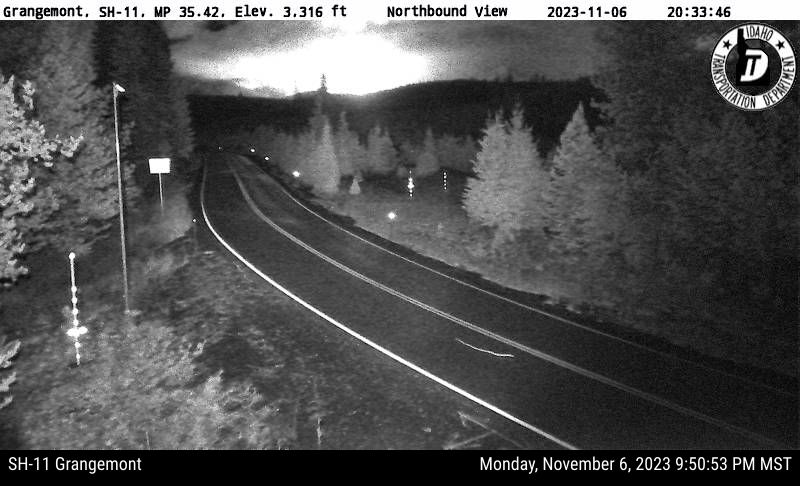 Grangemont, SH-11, MP 35.42, Elev. 3,316 ft Northbound View 2023-11-06 20:33:46
IDAHO
TRANSPORTATION DEPARTMENT
SH-11 Grangemont Monday, November 6, 2023 9:50:53 PM MST